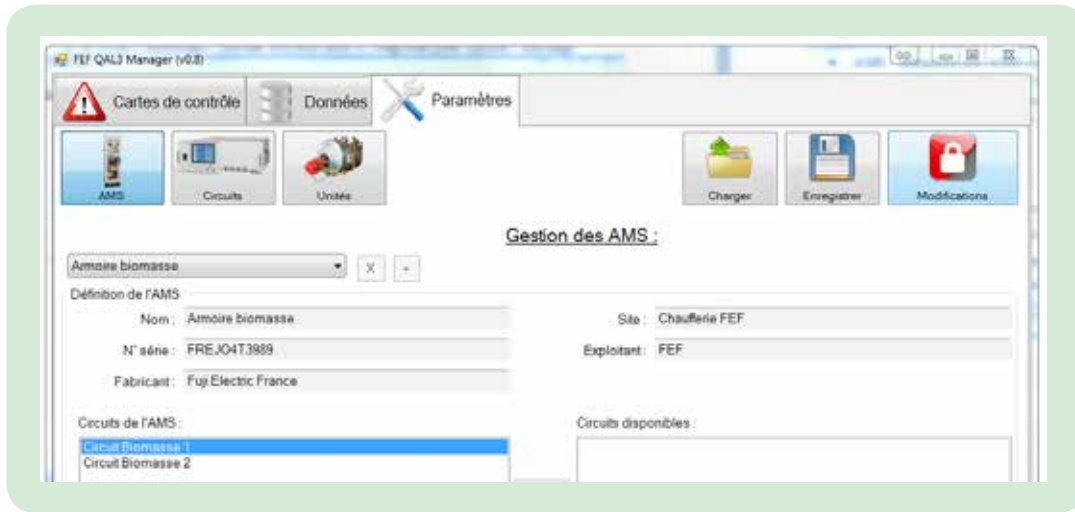 FEF QAL3 Manager (v0.8)
Cartes de contrôle Données Paramètres
AMS Circuits Unités Charger Enregistrer Modifications
Gestion des AMS :
Armoire biomasse X +
Définition de l'AMS
Nom : Armoire biomasse Site : Chaufferie FEF
N° série : FREJO4T3989 Exploitant : FEF
Fabricant : Fuji Electric France
Circuits de l'AMS : Circuits disponibles :
Circuit Biomasse 1
Circuit Biomasse 2